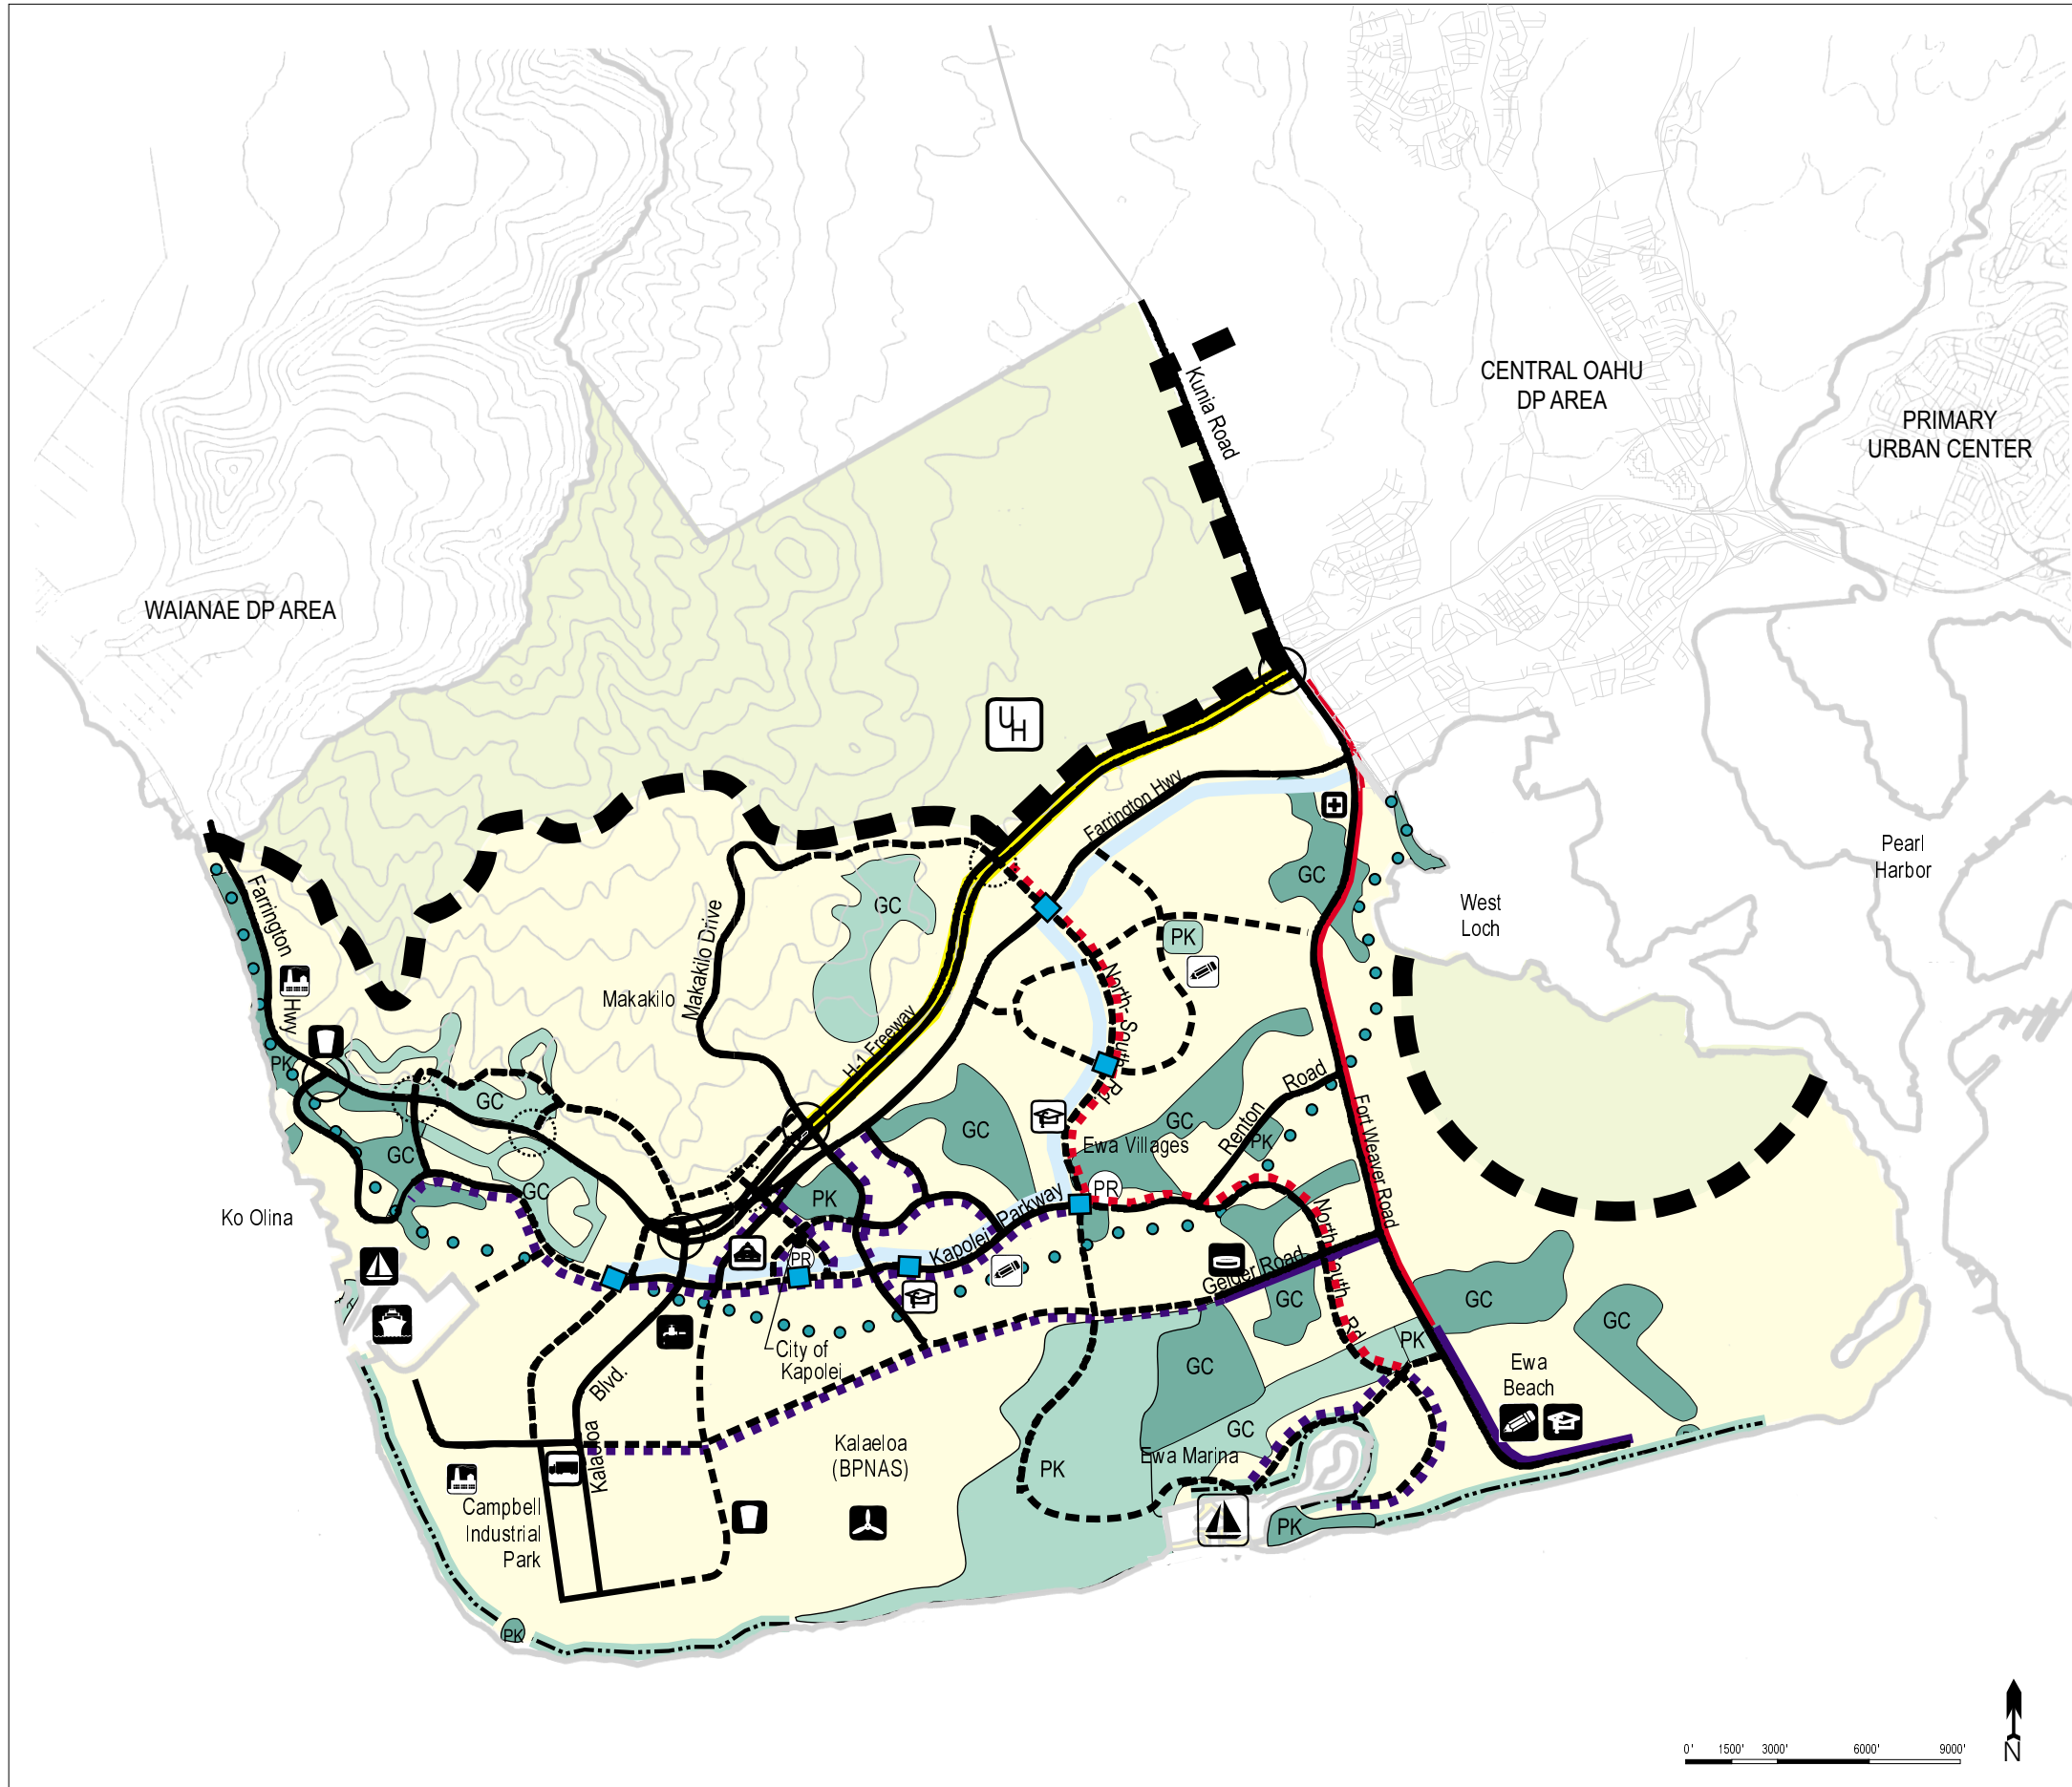 CENTRAL OAHU
DP AREA
PRIMARY
URBAN CENTER
Kunia Road
WAIANAE DP AREA
UH
Farrington Hwy
Pearl
Harbor
West
Loch
GC
GC
PK
Farrington
Hwy
Makakilo
Makakilo Drive
H-1 Freeway
North - South
Rd
PK
GC
GC
GC
GC
GC
Ewa Villages
Renton
Road
PK
Fort Weaver Road
PR
PK
Ko Olina
Kapolei Parkway
PR
North - South
Rd
Geiger Road
GC
GC
GC
PK
City of
Kapolei
GC
Ewa
Beach
Blvd.
Kalaeloa
Kalaeloa
(BPNAS)
GC
Ewa Marina
PK
Campbell
Industrial
Park
PK
PK
0' 1500' 3000' 6000' 9000'
N